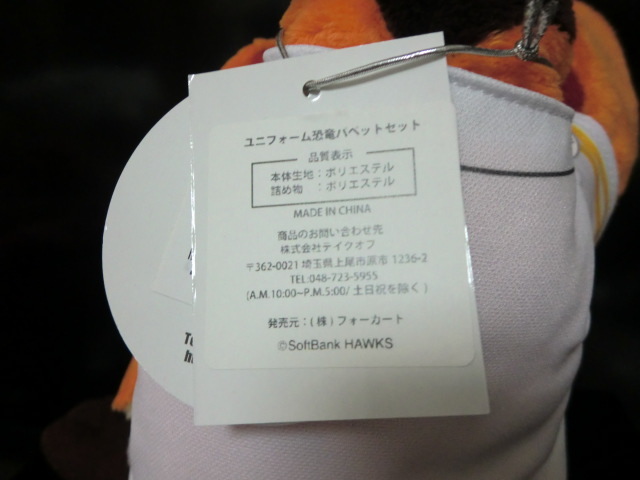 ユニフォーム恐竜パペットセット
品質表示
本体生地：ポリエステル
詰め物　：ポリエステル
MADE IN CHINA
商品のお問い合わせ先
株式会社テイクオフ
〒362-0021 埼玉県上尾市原市 1236-2
TEL:048-723-5955
(A.M.10:00~P.M.5:00/ 土日祝を除く)
発売元：(株)フォーカート
©SoftBank HAWKS